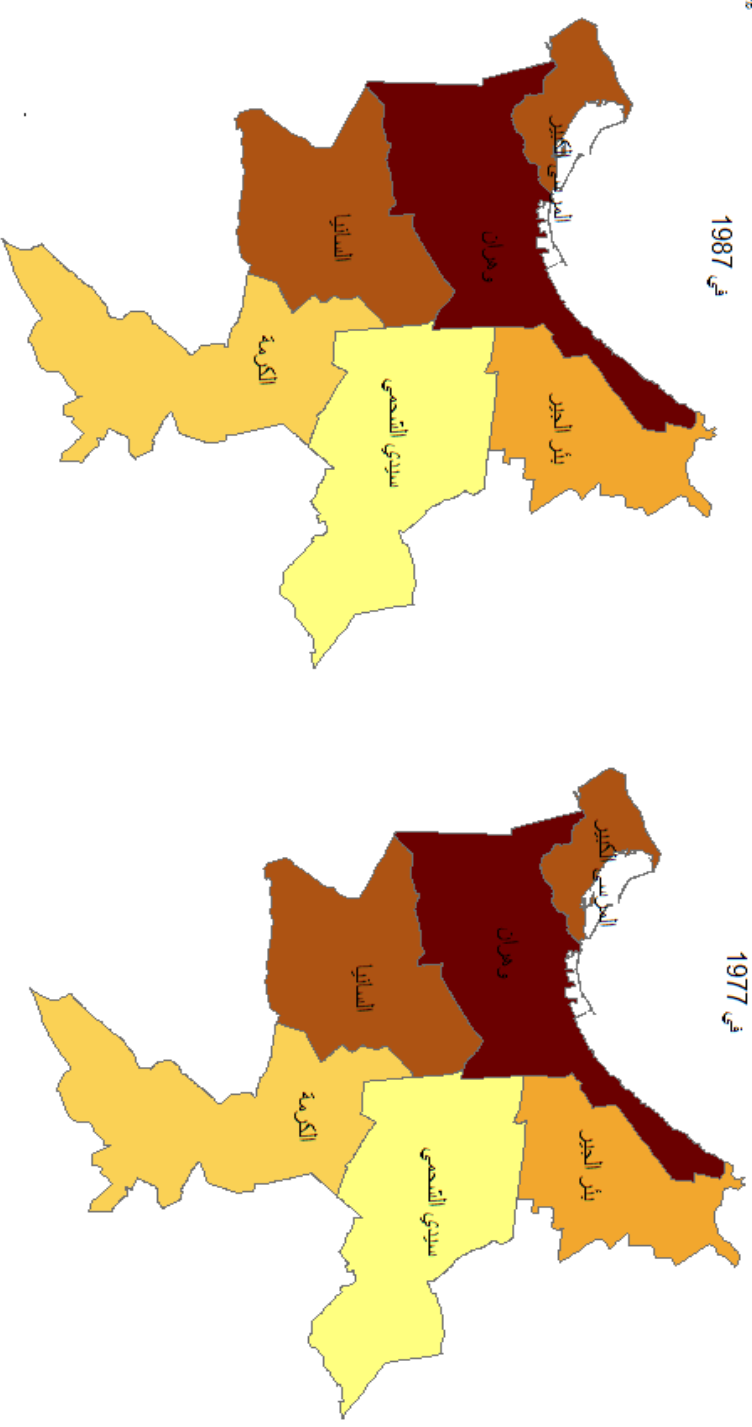 في 1987
المرسى الكبير
وهران
بئر الجير
السانيا
سيدي الشحمي
الكرمة
في 1977
المرسى الكبير
وهران
بئر الجير
السانيا
سيدي الشحمي
الكرمة